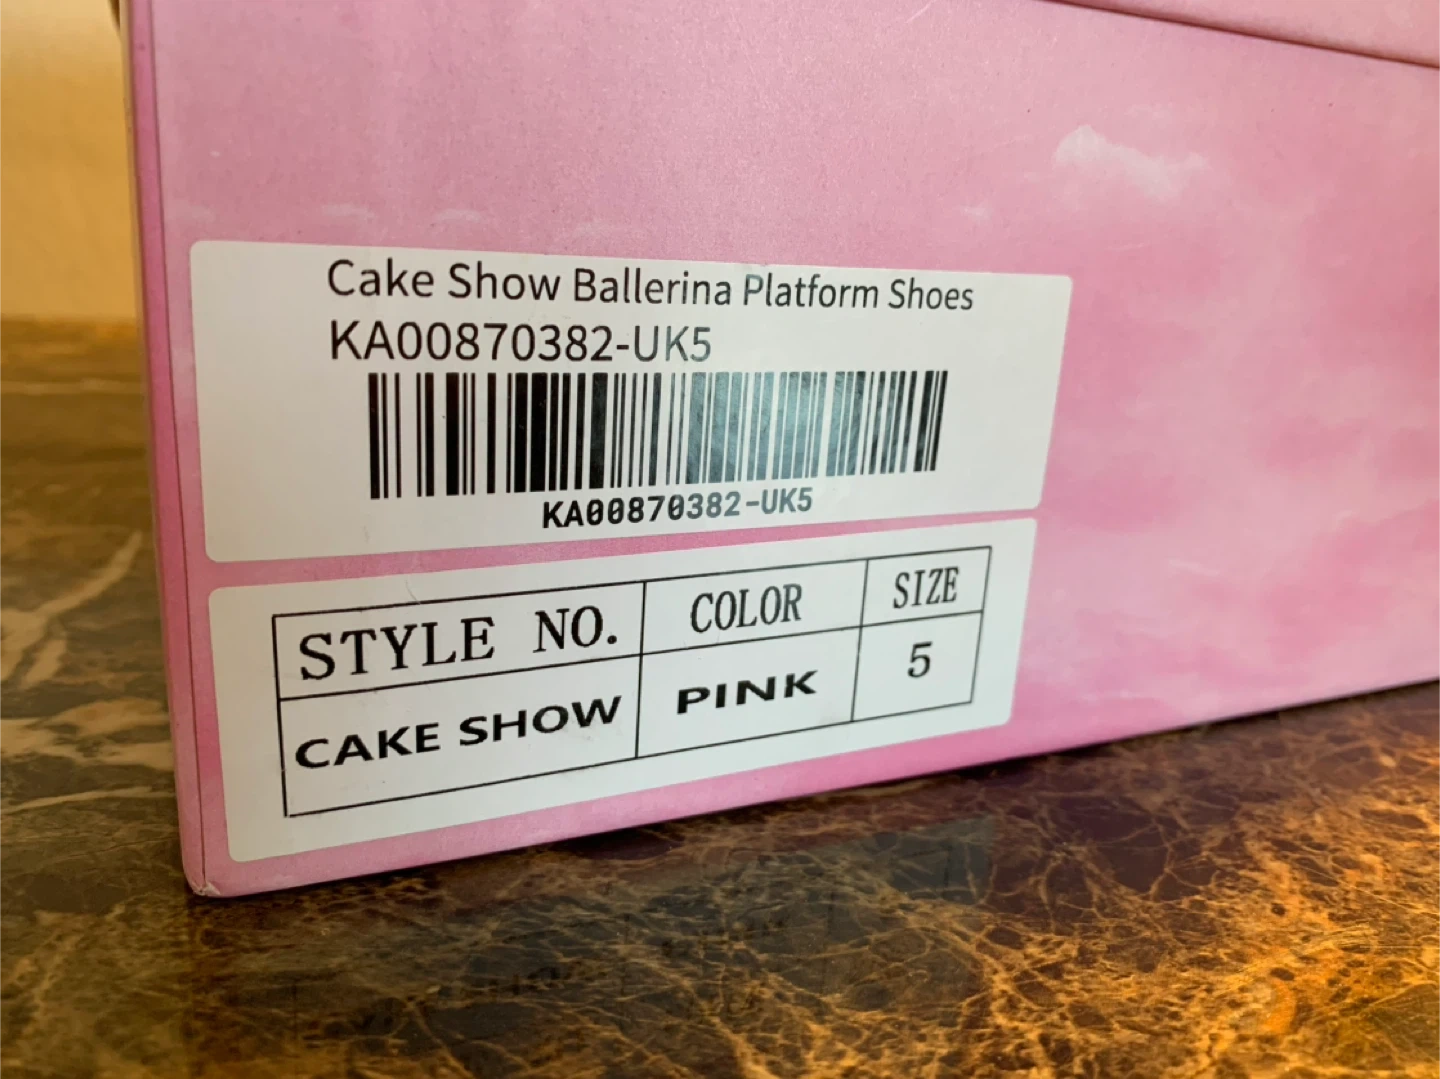 Cake Show Ballerina Platform Shoes
KA00870382-UK5
KA00870382-UK5
STYLE NO. COLOR SIZE
CAKE SHOW PINK 5